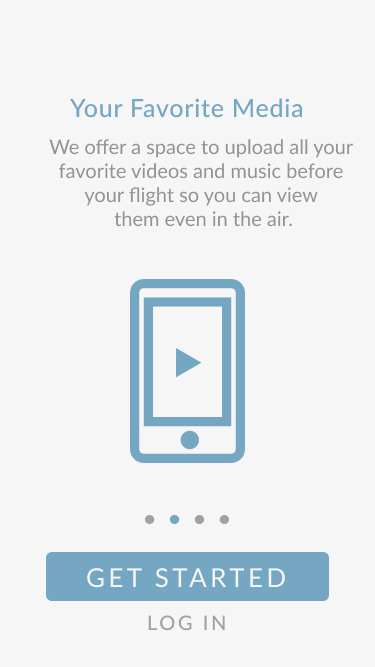 Your Favorite Media
We offer a space to upload all your
favorite videos and music before
your flight so you can view
them even in the air.
GET STARTED
LOG IN